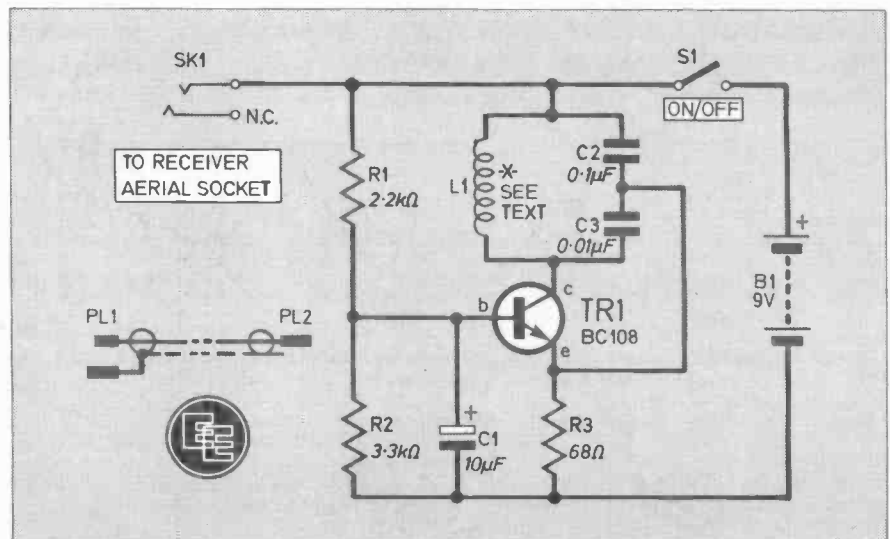 SK1
N.C.
S1
ON/OFF
TO RECEIVER
AERIAL SOCKET
R1
2·2kΩ
L1
-X-
SEE
TEXT
C2
0·1µF
C3
0·01µF
B1
9V
+
PL1
PL2
b
c
e
TR1
BC108
EE
R2
3·3kΩ
+
C1
10µF
R3
68Ω